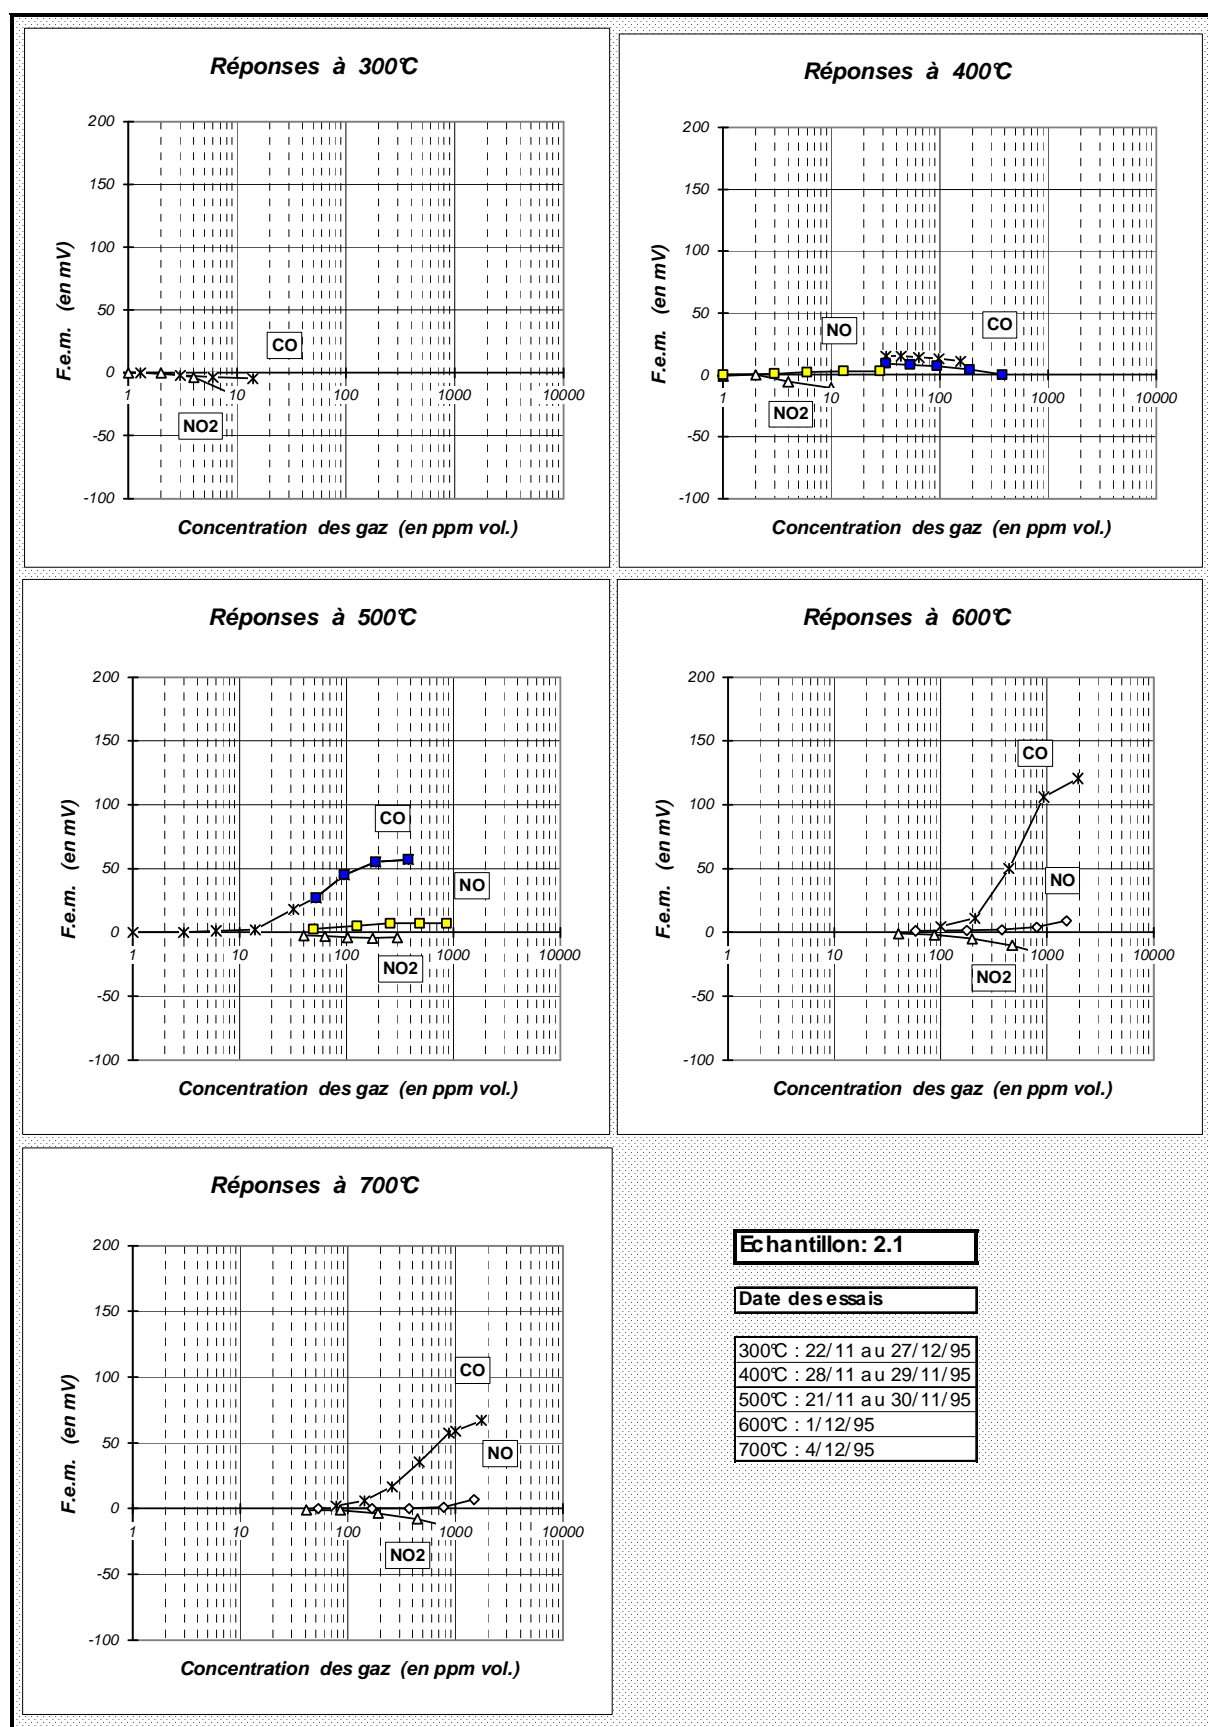 Réponses à 300°C
200
150
100
50
0
-50
-100
1
10
100
1000
10000
F.e.m. (en mV)
CO
NO2
Concentration des gaz (en ppm vol.)
Réponses à 400°C
200
150
100
50
0
-50
-100
1
10
100
1000
10000
F.e.m. (en mV)
NO
CO
NO2
Concentration des gaz (en ppm vol.)
Réponses à 500°C
200
150
100
50
0
-50
-100
1
10
100
1000
10000
F.e.m. (en mV)
CO
NO
NO2
Concentration des gaz (en ppm vol.)
Réponses à 600°C
200
150
100
50
0
-50
-100
1
10
100
1000
10000
F.e.m. (en mV)
CO
NO
NO2
Concentration des gaz (en ppm vol.)
Réponses à 700°C
200
150
100
50
0
-50
-100
1
10
100
1000
10000
F.e.m. (en mV)
CO
NO
NO2
Concentration des gaz (en ppm vol.)
Echantillon: 2.1
Date des essais
300°C : 22/11 au 27/12/95
400°C : 28/11 au 29/11/95
500°C : 21/11 au 30/11/95
600°C : 1/12/95
700°C : 4/12/95